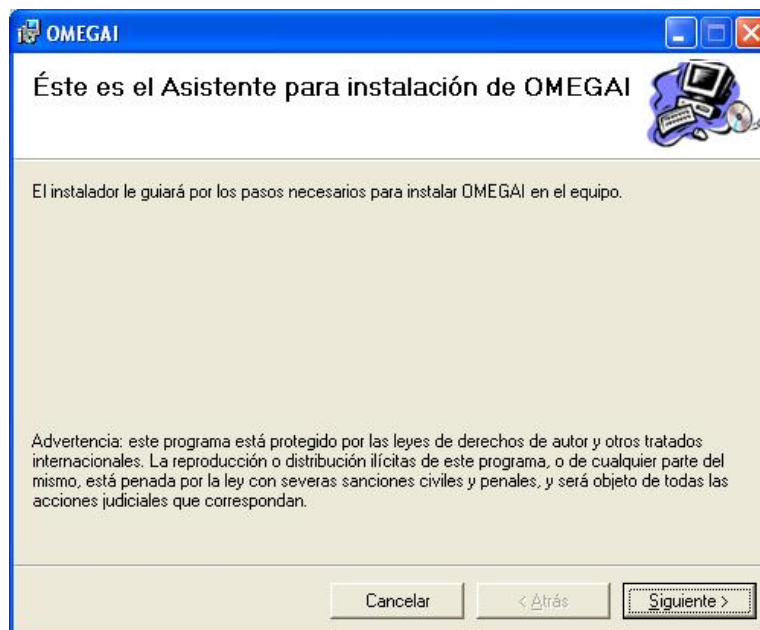 OMEGAI
Éste es el Asistente para instalación de OMEGAI
El instalador le guiará por los pasos necesarios para instalar OMEGAI en el equipo.
Advertencia: este programa está protegido por las leyes de derechos de autor y otros tratados
internacionales. La reproducción o distribución ilícitas de este programa, o de cualquier parte del
mismo, está penada por la ley con severas sanciones civiles y penales, y será objeto de todas las
acciones judiciales que correspondan.
Cancelar
< Atrás
Siguiente >